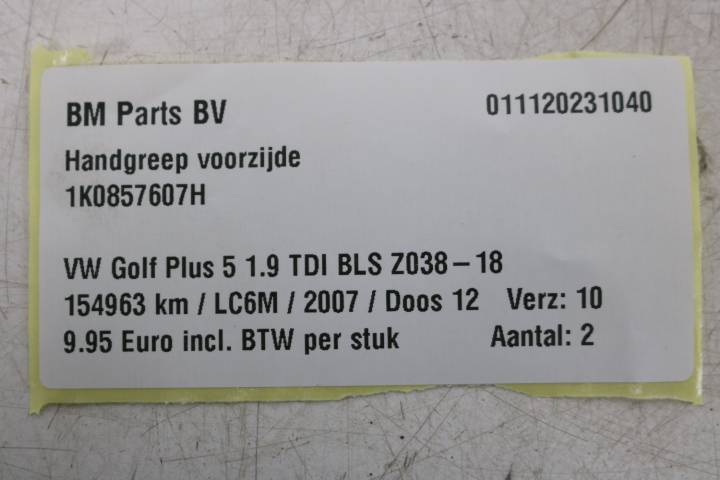 BM Parts BV 011120231040
Handgreep voorzijde
1K0857607H
VW Golf Plus 5 1.9 TDI BLS Z038-18
154963 km / LC6M / 2007 / Doos 12 Verz: 10
9.95 Euro incl. BTW per stuk Aantal: 2